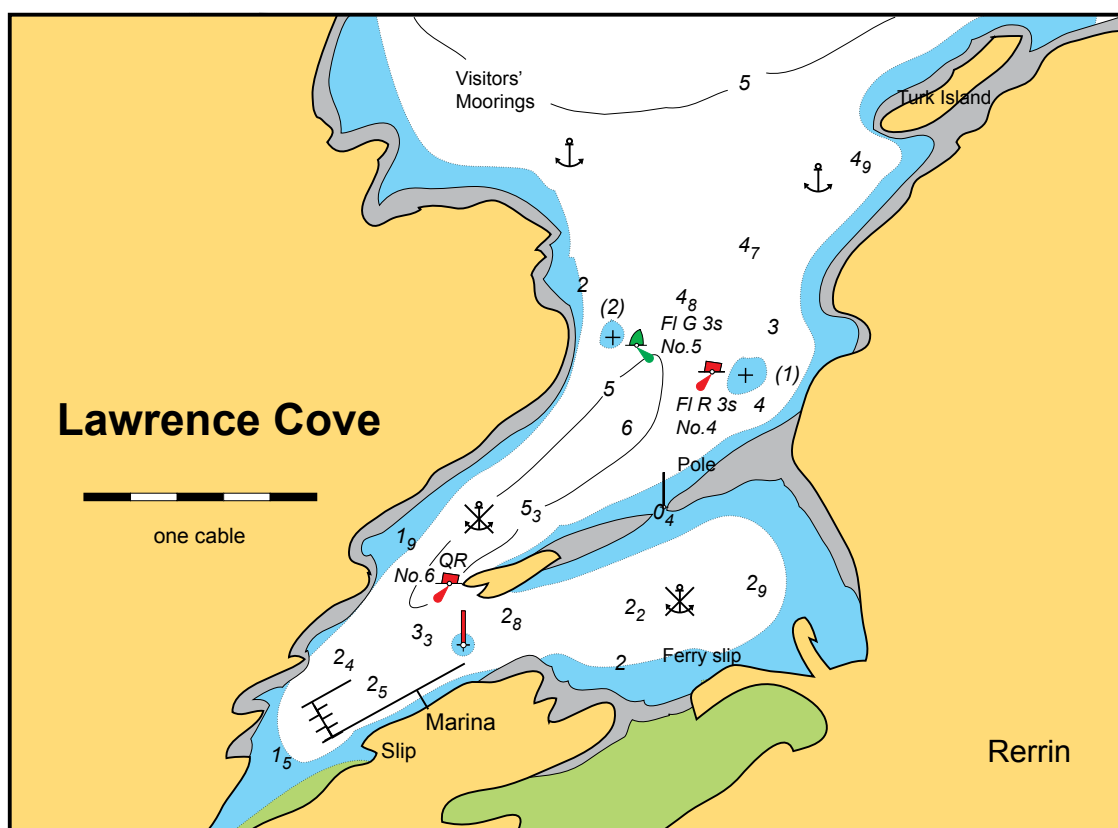 Visitors'
Moorings
5
Turk Island
4₉
4₇
2
(2)
4₈
Fl G 3s
No.5
3
5
(1)
Fl R 3s
No.4
4
6
Lawrence Cove
Pole
one cable
5₃
0₄
1₉
QR
No.6
2₉
2₂
2₈
3₃
2₄
2
Ferry slip
2₅
Marina
Slip
1₅
Rerrin